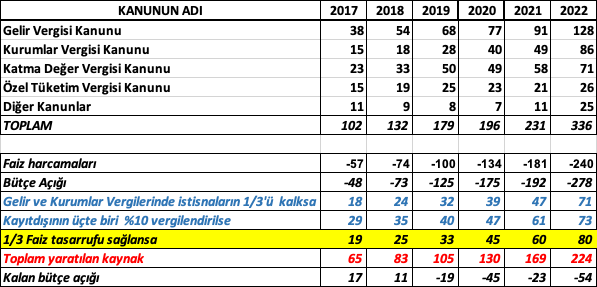 KANUNUN ADI 2017 2018 2019 2020 2021 2022
Gelir Vergisi Kanunu 38 54 68 77 91 128
Kurumlar Vergisi Kanunu 15 18 28 40 49 86
Katma Değer Vergisi Kanunu 23 33 50 49 58 71
Özel Tüketim Vergisi Kanunu 15 19 25 23 21 26
Diğer Kanunlar 11 9 8 7 11 25
TOPLAM 102 132 179 196 231 336
Faiz harcamaları -57 -74 -100 -134 -181 -240
Bütçe Açığı -48 -73 -125 -175 -192 -278
Gelir ve Kurumlar Vergilerinde istisnaların 1/3'ü kalksa 18 24 32 39 47 71
Kayıtdışının üçte biri %10 vergilendirilse 29 35 40 47 61 73
1/3 Faiz tasarrufu sağlansa 19 25 33 45 60 80
Toplam yaratılan kaynak 65 83 105 130 169 224
Kalan bütçe açığı 17 11 -19 -45 -23 -54